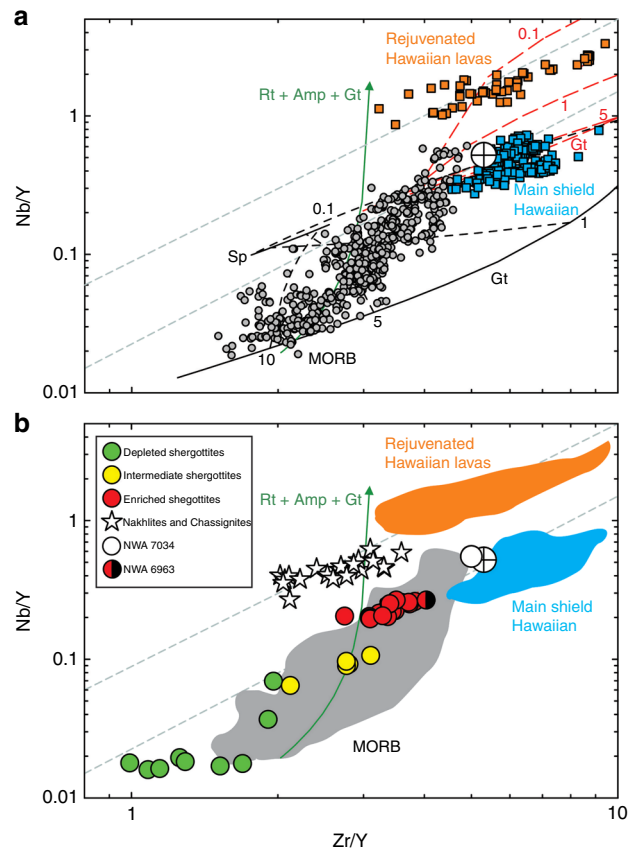 a
Rejuvenated
Hawaiian lavas
0.1
Rt + Amp + Gt
1
1
5
Gt
Nb/Y
0.1
Main shield
Hawaiian
0.1
1
Sp
Gt
5
10
MORB
0.01
b
Depleted shergottites
Intermediate shergottites
Enriched shegottites
Nakhlites and Chassignites
NWA 7034
NWA 6963
Rejuvenated
Hawaiian lavas
Rt + Amp + Gt
1
Nb/Y
Main shield
Hawaiian
0.1
MORB
0.01
1
10
Zr/Y